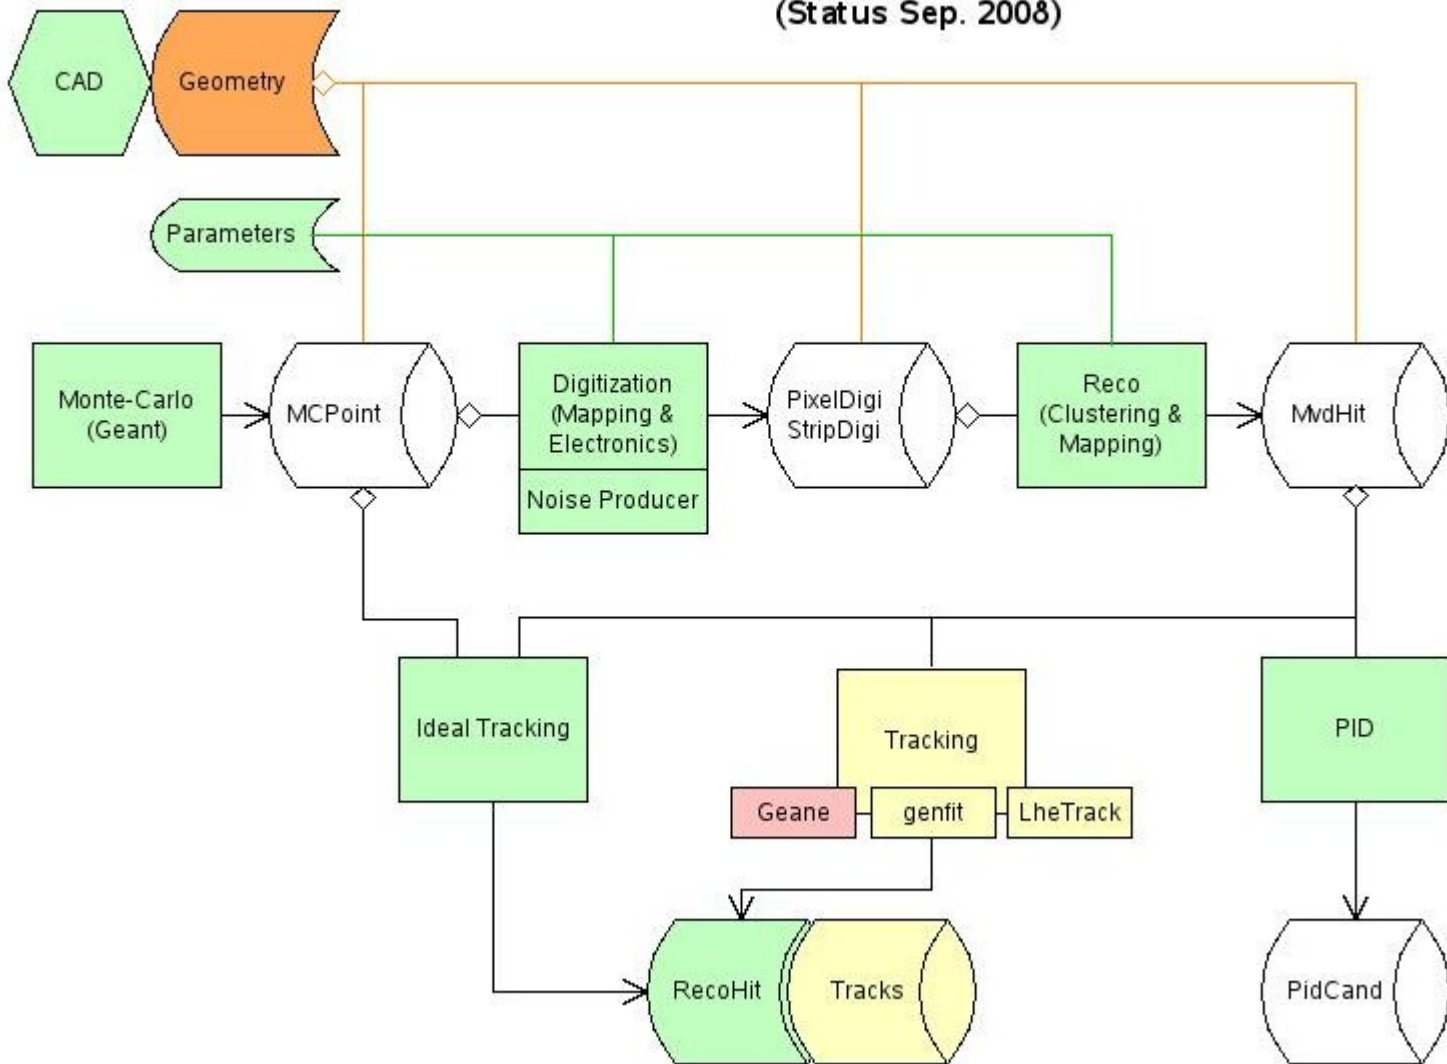 (Status Sep. 2008)
CAD
Geometry
Parameters
Monte-Carlo
(Geant)
MCPoint
Digitization
(Mapping &
Electronics)
Noise Producer
PixelDigi
StripDigi
Reco
(Clustering &
Mapping)
MvdHit
Ideal Tracking
Tracking
Geane
genfit
LheTrack
PID
RecoHit
Tracks
PidCand